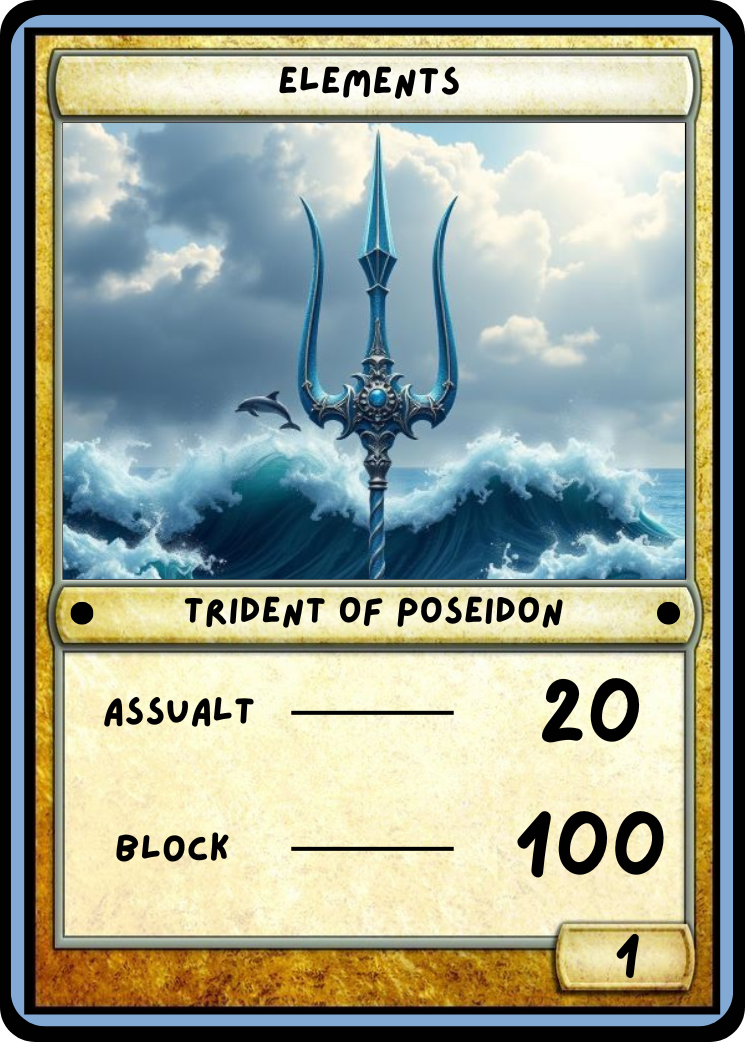 ELEMENTS
TRIDENT OF POSEIDON
ASSUALT 20
BLOCK 100
1